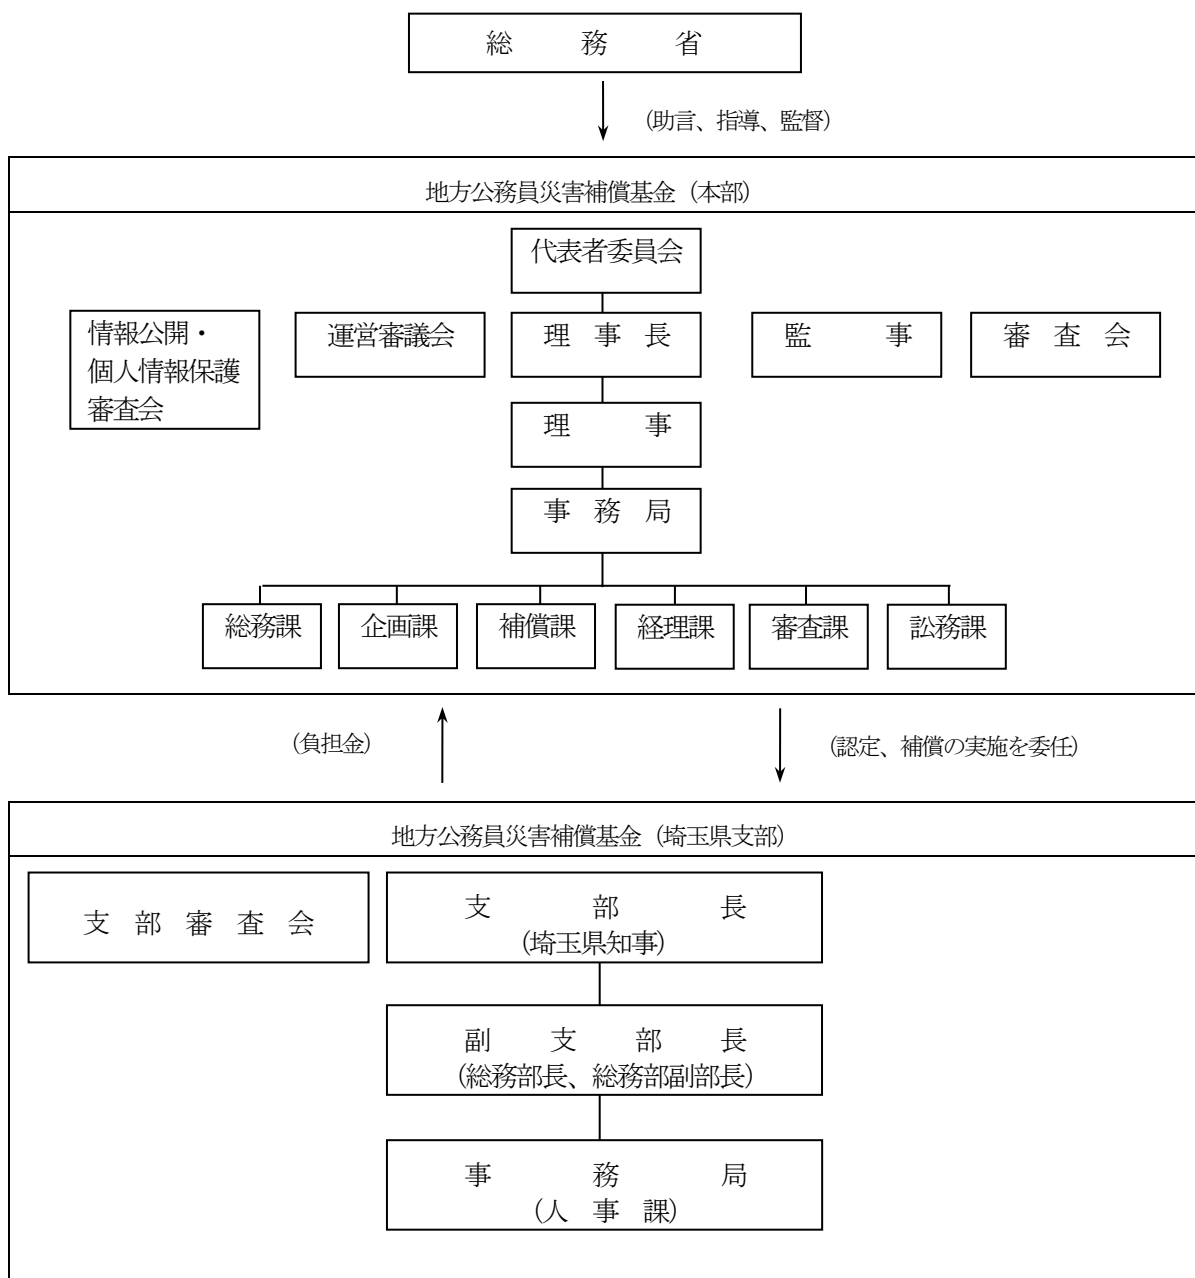 総務省
(助言、指導、監督)
地方公務員災害補償基金（本部）
代表者委員会
情報公開・
個人情報保護
審査会
運営審議会
理事長
監事
審査会
理事
事務局
総務課
企画課
補償課
経理課
審査課
訟務課
(負担金)
(認定、補償の実施を委任)
地方公務員災害補償基金（埼玉県支部）
支部審査会
支部長
(埼玉県知事)
副支部長
(総務部長、総務部副部長)
事務局
(人事課)